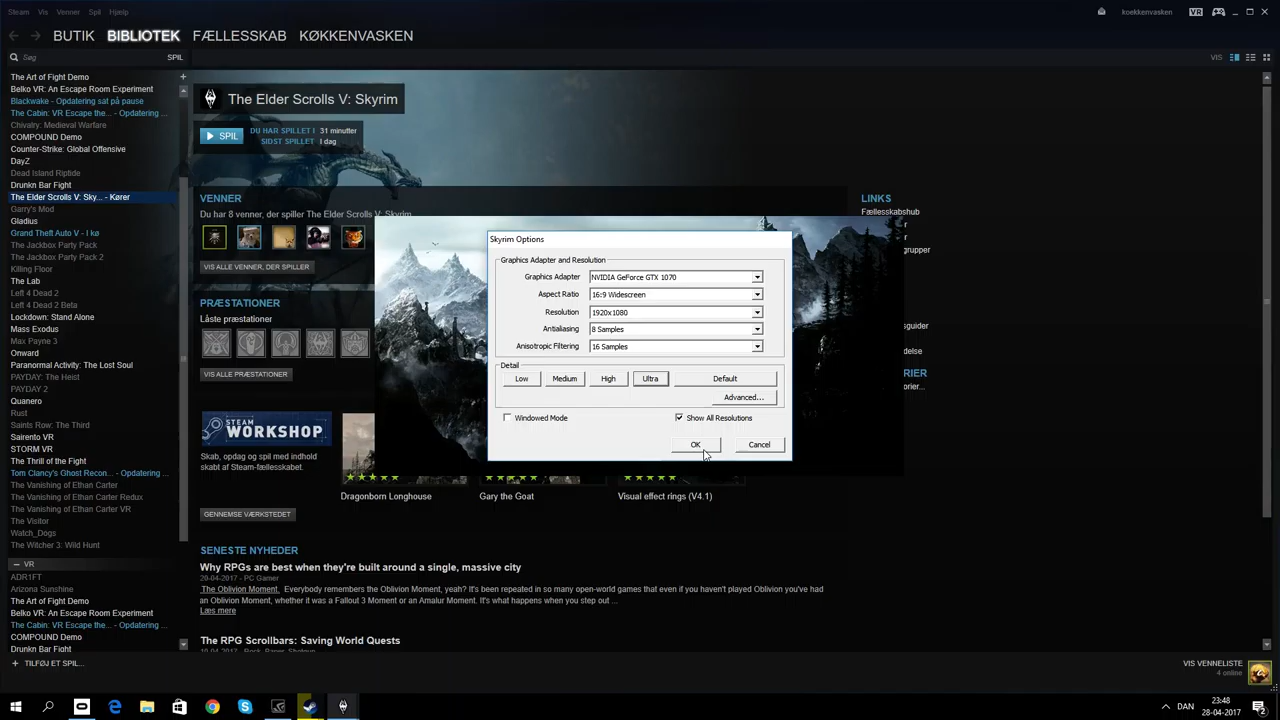 Steam Vis Venner Spil Hjælp
koekkenvasken VR
BUTIK BIBLIOTEK FÆLLESSKAB KØKKENVASKEN
Søg SPIL
VIS
The Art of Fight Demo
Belko VR: An Escape Room Experiment
Blackwake - Opdatering sat på pause
The Cabin: VR Escape the... - Opdatering ...
Chivalry: Medieval Warfare
COMPOUND Demo
Counter-Strike: Global Offensive
DayZ
Dead Island Riptide
Drunkn Bar Fight
The Elder Scrolls V: Sky... - Kører
Garry's Mod
Gladius
Grand Theft Auto V - I kø
The Jackbox Party Pack
The Jackbox Party Pack 2
Killing Floor
The Lab
Left 4 Dead 2
Left 4 Dead 2 Beta
Lockdown: Stand Alone
Mass Exodus
Max Payne 3
Onward
Paranormal Activity: The Lost Soul
PAYDAY: The Heist
PAYDAY 2
Quanero
Rust
Saints Row: The Third
Sairento VR
STORM VR
The Thrill of the Fight
Tom Clancy's Ghost Recon... - Opdatering ...
The Vanishing of Ethan Carter
The Vanishing of Ethan Carter Redux
The Vanishing of Ethan Carter VR
The Visitor
Watch_Dogs
The Witcher 3: Wild Hunt
VR
ADR1FT
Arizona Sunshine
The Art of Fight Demo
Belko VR: An Escape Room Experiment
The Cabin: VR Escape the... - Opdatering ...
COMPOUND Demo
Drunkn Bar Fight
TILFØJ ET SPIL...
The Elder Scrolls V: Skyrim
SPIL
DU HAR SPILLET I 31 minutter
SIDST SPILLET I dag
VENNER
Du har 8 venner, der spiller The Elder Scrolls V: Skyrim
VIS ALLE VENNER, DER SPILLER
PRÆSTATIONER
Låste præstationer
VIS ALLE PRÆSTATIONER
STEAM WORKSHOP
Skab, opdag og spil med indhold
skabt af Steam-fællesskabet.
GENNEMSE VÆRKSTEDET
Dragonborn Longhouse
Gary the Goat
Visual effect rings (V4.1)
Skyrim Options
Graphics Adapter and Resolution
Graphics Adapter NVIDIA GeForce GTX 1070
Aspect Ratio 16:9 Widescreen
Resolution 1920x1080
Antialiasing 8 Samples
Anisotropic Filtering 16 Samples
Detail
Low Medium High Ultra Default
Advanced...
Windowed Mode Show All Resolutions
OK Cancel
LINKS
Fællesskabshub
grupper
guider
delse
RIER
orier...
SENESTE NYHEDER
Why RPGs are best when they're built around a single, massive city
20-04-2017 - PC Gamer
The Oblivion Moment. Everybody remembers the Oblivion Moment, yeah? It's been repeated in so many open-world games that even if you haven't played Oblivion you've had
an Oblivion Moment, whether it was a Fallout 3 Moment or an Amalur Moment. It's what happens when you step out ...
Læs mere
The RPG Scrollbars: Saving World Quests
VIS VENNELISTE
4 online
DAN
23:48
28-04-2017
2